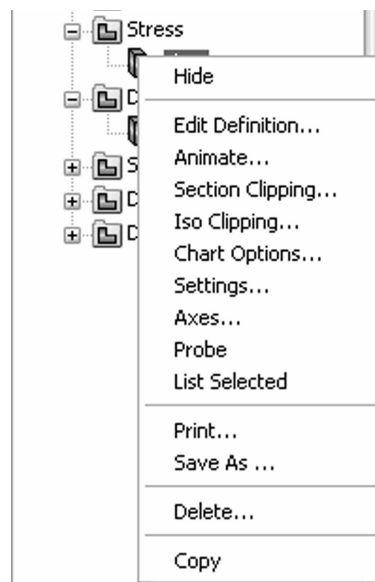 Stress
Hide
D
Edit Definition...
Animate...
S
Section Clipping...
D
Iso Clipping...
D
Chart Options...
Settings...
Axes...
Probe
List Selected
Print...
Save As ...
Delete...
Copy